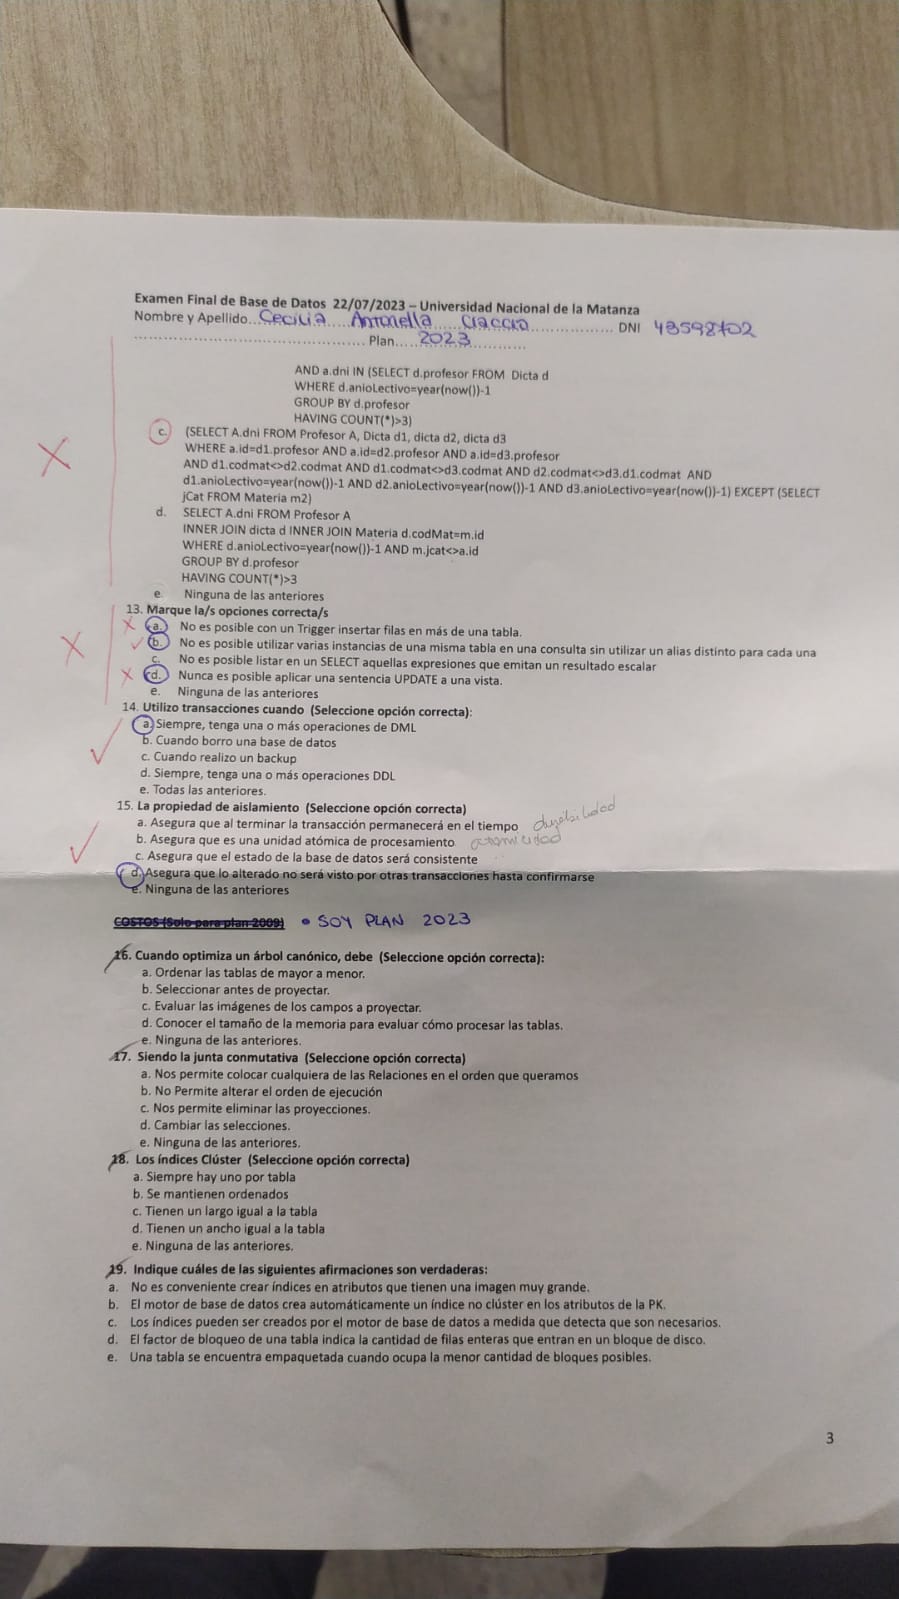 Examen Final de Base de Datos 22/07/2023 – Universidad Nacional de la Matanza
Nombre y Apellido...Cecilia Antonella Ciaccio.................. DNI 43598702
.................................................. Plan....2023.............
AND a.dni IN (SELECT d.profesor FROM Dicta d
WHERE d.anioLectivo=year(now())-1
GROUP BY d.profesor
HAVING COUNT(*)>3)
c. (SELECT A.dni FROM Profesor A, Dicta d1, dicta d2, dicta d3
WHERE a.id=d1.profesor AND a.id=d2.profesor AND a.id=d3.profesor
AND d1.codmat<>d2.codmat AND d1.codmat<>d3.codmat AND d2.codmat<>d3.d1.codmat AND
d1.anioLectivo=year(now())-1 AND d2.anioLectivo=year(now())-1 AND d3.anioLectivo=year(now())-1) EXCEPT (SELECT
jCat FROM Materia m2)
d. SELECT A.dni FROM Profesor A
INNER JOIN dicta d INNER JOIN Materia d.codMat=m.id
WHERE d.anioLectivo=year(now())-1 AND m.jcat<>a.id
GROUP BY d.profesor
HAVING COUNT(*)>3
e. Ninguna de las anteriores
13. Marque la/s opciones correcta/s
a. No es posible con un Trigger insertar filas en más de una tabla.
b. No es posible utilizar varias instancias de una misma tabla en una consulta sin utilizar un alias distinto para cada una
c. No es posible listar en un SELECT aquellas expresiones que emitan un resultado escalar
d. Nunca es posible aplicar una sentencia UPDATE a una vista.
e. Ninguna de las anteriores
14. Utilizo transacciones cuando (Seleccione opción correcta):
a. Siempre, tenga una o más operaciones de DML
b. Cuando borro una base de datos
c. Cuando realizo un backup
d. Siempre, tenga una o más operaciones DDL
e. Todas las anteriores.
15. La propiedad de aislamiento (Seleccione opción correcta)
a. Asegura que al terminar la transacción permanecerá en el tiempo
b. Asegura que es una unidad atómica de procesamiento atomicidad
c. Asegura que el estado de la base de datos será consistente
d. Asegura que lo alterado no será visto por otras transacciones hasta confirmarse
e. Ninguna de las anteriores
COSTOS (Solo para plan 2009) • SOY PLAN 2023
16. Cuando optimiza un árbol canónico, debe (Seleccione opción correcta):
a. Ordenar las tablas de mayor a menor.
b. Seleccionar antes de proyectar.
c. Evaluar las imágenes de los campos a proyectar.
d. Conocer el tamaño de la memoria para evaluar cómo procesar las tablas.
e. Ninguna de las anteriores.
17. Siendo la junta conmutativa (Seleccione opción correcta)
a. Nos permite colocar cualquiera de las Relaciones en el orden que queramos
b. No Permite alterar el orden de ejecución
c. Nos permite eliminar las proyecciones.
d. Cambiar las selecciones.
e. Ninguna de las anteriores.
18. Los índices Clúster (Seleccione opción correcta)
a. Siempre hay uno por tabla
b. Se mantienen ordenados
c. Tienen un largo igual a la tabla
d. Tienen un ancho igual a la tabla
e. Ninguna de las anteriores.
19. Indique cuáles de las siguientes afirmaciones son verdaderas:
a. No es conveniente crear índices en atributos que tienen una imagen muy grande.
b. El motor de base de datos crea automáticamente un índice no clúster en los atributos de la PK.
c. Los índices pueden ser creados por el motor de base de datos a medida que detecta que son necesarios.
d. El factor de bloqueo de una tabla indica la cantidad de filas enteras que entran en un bloque de disco.
e. Una tabla se encuentra empaquetada cuando ocupa la menor cantidad de bloques posibles.
3